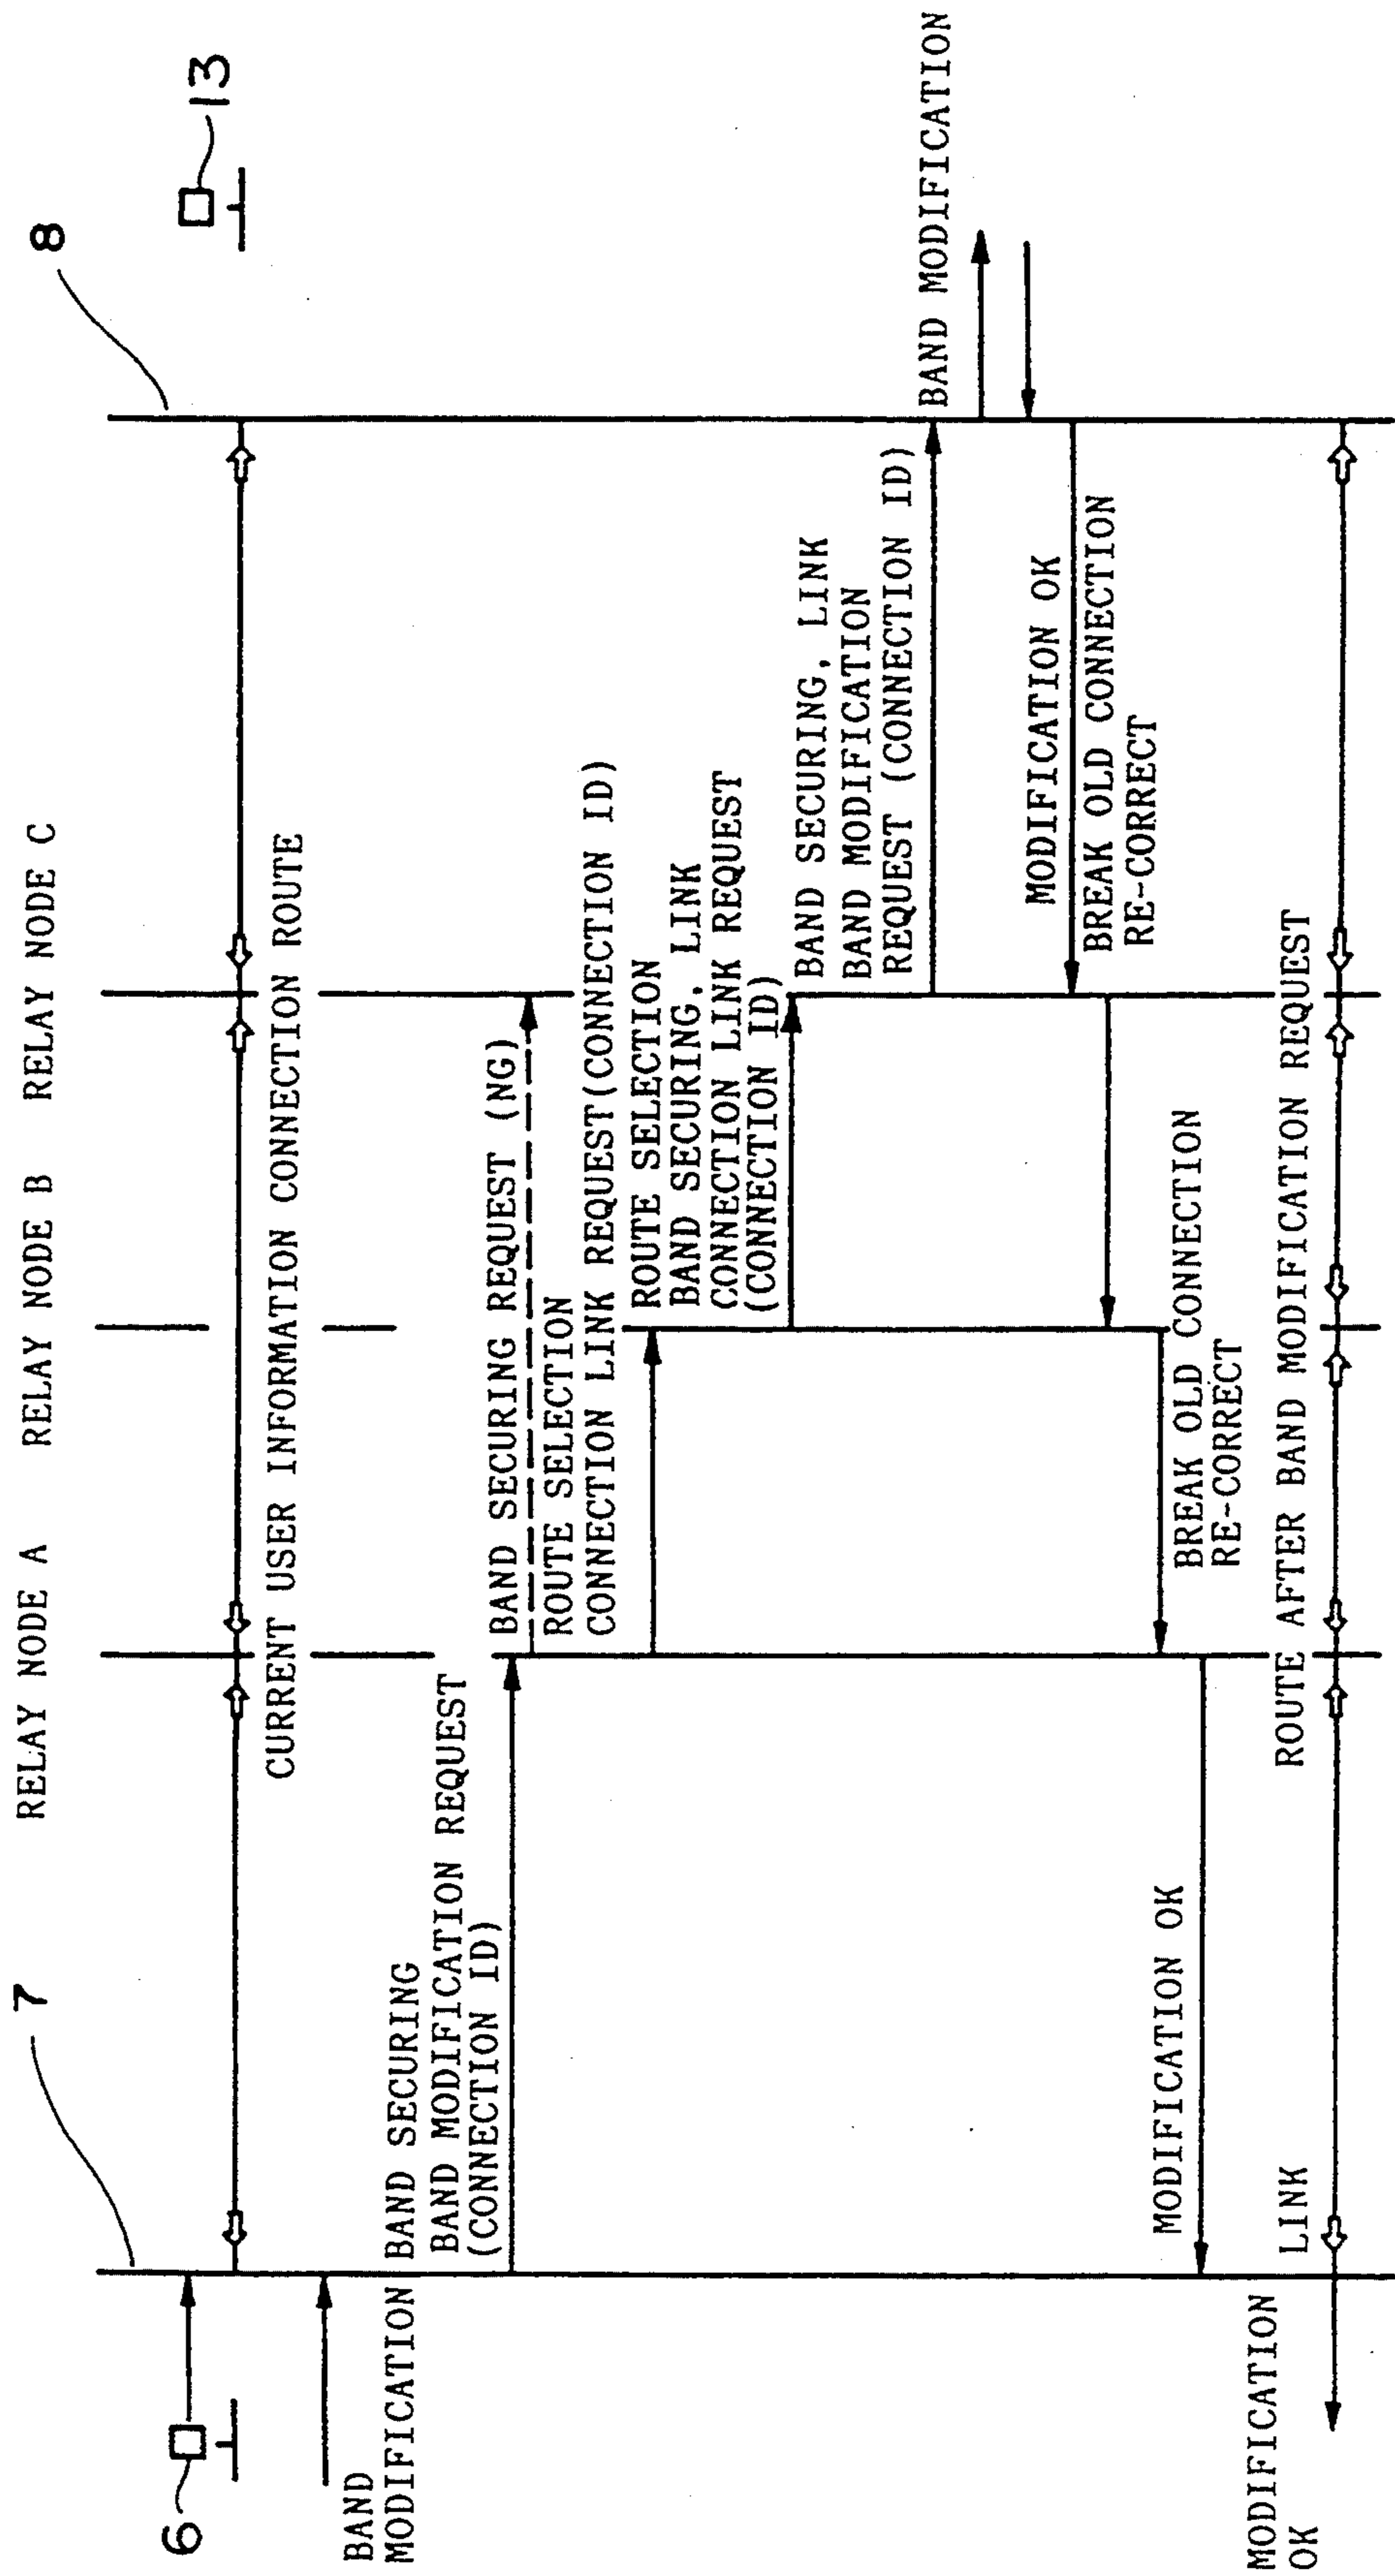 7
RELAY NODE A
RELAY NODE B
RELAY NODE C
8
6
13
CURRENT USER INFORMATION CONNECTION ROUTE
BAND
MODIFICATION
BAND SECURING
BAND MODIFICATION REQUEST
(CONNECTION ID)
BAND SECURING REQUEST (NG)
ROUTE SELECTION
CONNECTION LINK REQUEST(CONNECTION ID)
ROUTE SELECTION
BAND SECURING, LINK
CONNECTION LINK REQUEST
(CONNECTION ID)
BAND SECURING, LINK
BAND MODIFICATION
REQUEST (CONNECTION ID)
BAND MODIFICATION
MODIFICATION OK
BREAK OLD CONNECTION
RE-CORRECT
BREAK OLD CONNECTION
RE-CORRECT
MODIFICATION OK
MODIFICATION
OK
LINK
ROUTE AFTER BAND MODIFICATION REQUEST